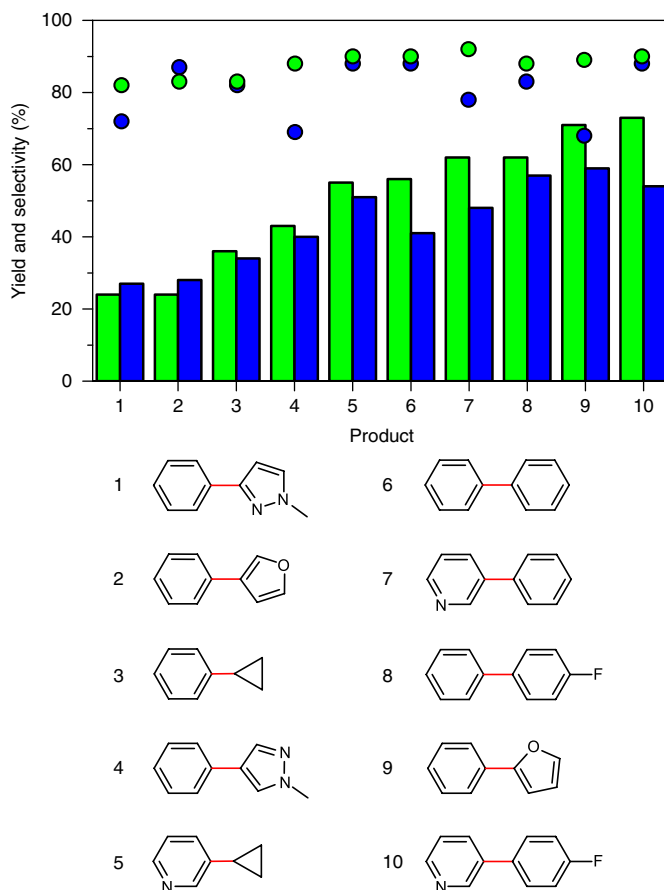 100
80
60
40
20
0
Yield and selectivity (%)
1 2 3 4 5 6 7 8 9 10
Product
1 N N
6
2 O
7 N
3
8 F
4 N N
9 O
5 N
10 N F